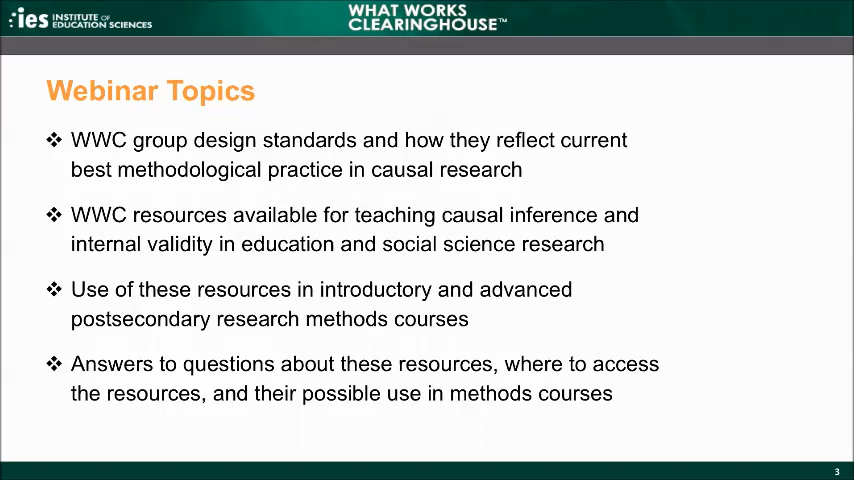 ies INSTITUTE OF
EDUCATION SCIENCES
WHAT WORKS
CLEARINGHOUSE™
Webinar Topics
❖ WWC group design standards and how they reflect current
best methodological practice in causal research
❖ WWC resources available for teaching causal inference and
internal validity in education and social science research
❖ Use of these resources in introductory and advanced
postsecondary research methods courses
❖ Answers to questions about these resources, where to access
the resources, and their possible use in methods courses
3